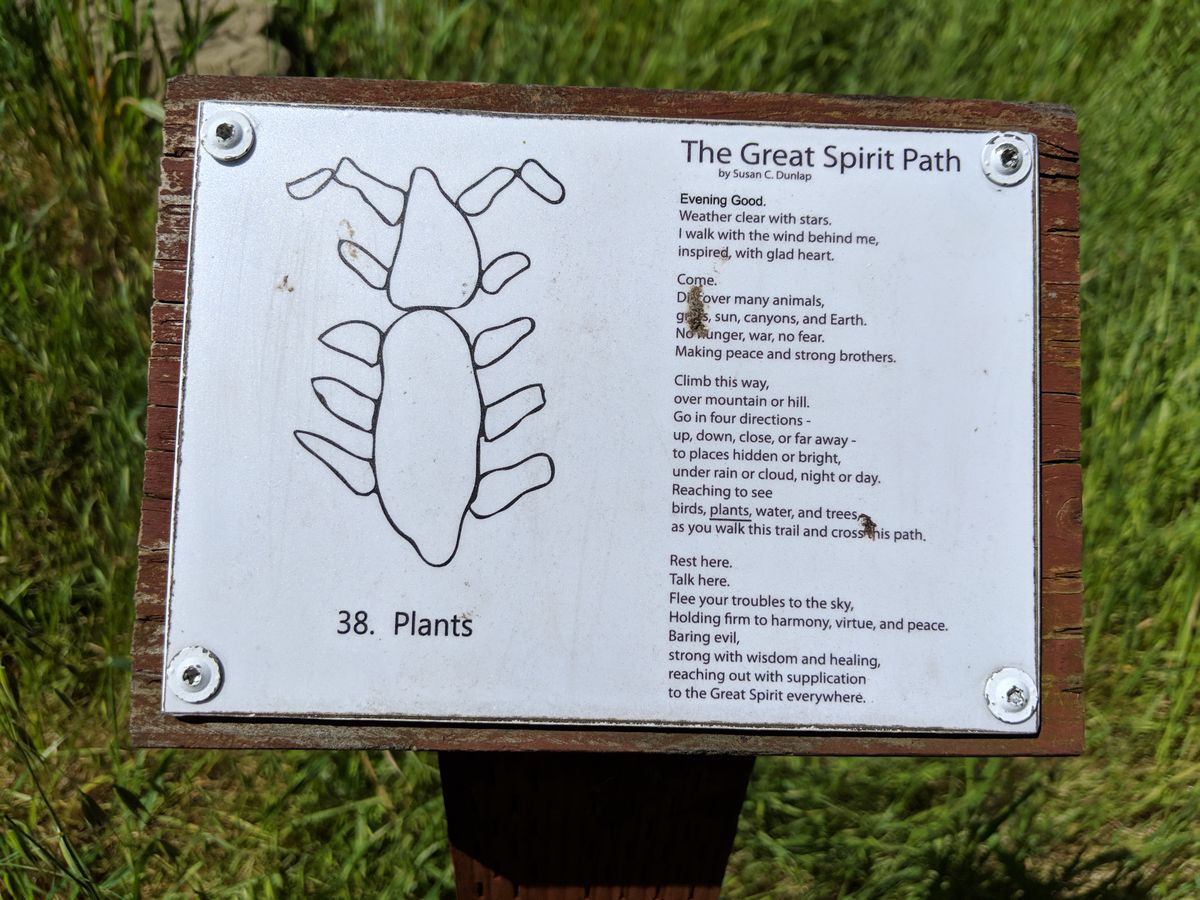 38. Plants
The Great Spirit Path
by Susan C. Dunlap
Evening Good.
Weather clear with stars.
I walk with the wind behind me,
inspired, with glad heart.
Come.
Discover many animals,
sun, canyons, and Earth.
No hunger, war, no fear.
Making peace and strong brothers.
Climb this way,
over mountain or hill.
Go in four directions -
up, down, close, or far away -
to places hidden or bright,
under rain or cloud, night or day.
Reaching to see
birds, plants, water, and trees,
as you walk this trail and cross this path.
Rest here.
Talk here.
Flee your troubles to the sky,
Holding firm to harmony, virtue, and peace.
Baring evil,
strong with wisdom and healing,
reaching out with supplication
to the Great Spirit everywhere.